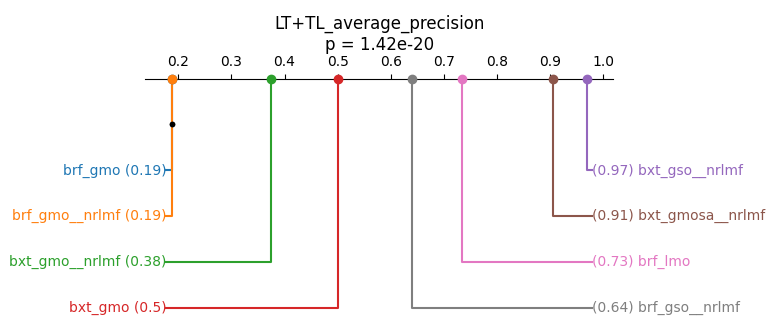 LT+TL_average_precision
p = 1.42e-20
0.2 0.3 0.4 0.5 0.6 0.7 0.8 0.9 1.0
brf_gmo (0.19) (0.97) bxt_gso__nrlmf
brf_gmo__nrlmf (0.19) (0.91) bxt_gmosa__nrlmf
bxt_gmo__nrlmf (0.38) (0.73) brf_lmo
bxt_gmo (0.5) (0.64) brf_gso__nrlmf